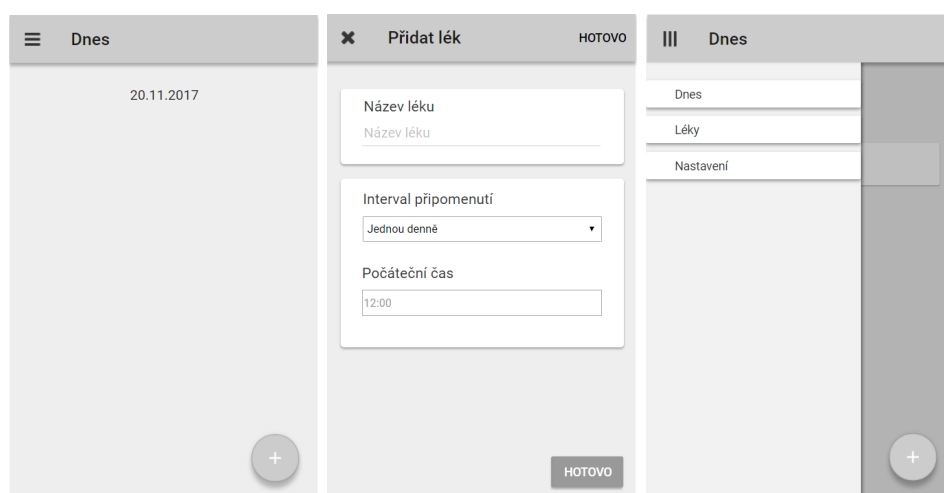 Dnes
20.11.2017
+
Přidat lék
HOTOVO
Název léku
Název léku
Interval připomenutí
Jednou denně
Počáteční čas
12:00
HOTOVO
Dnes
Dnes
Léky
Nastavení
+